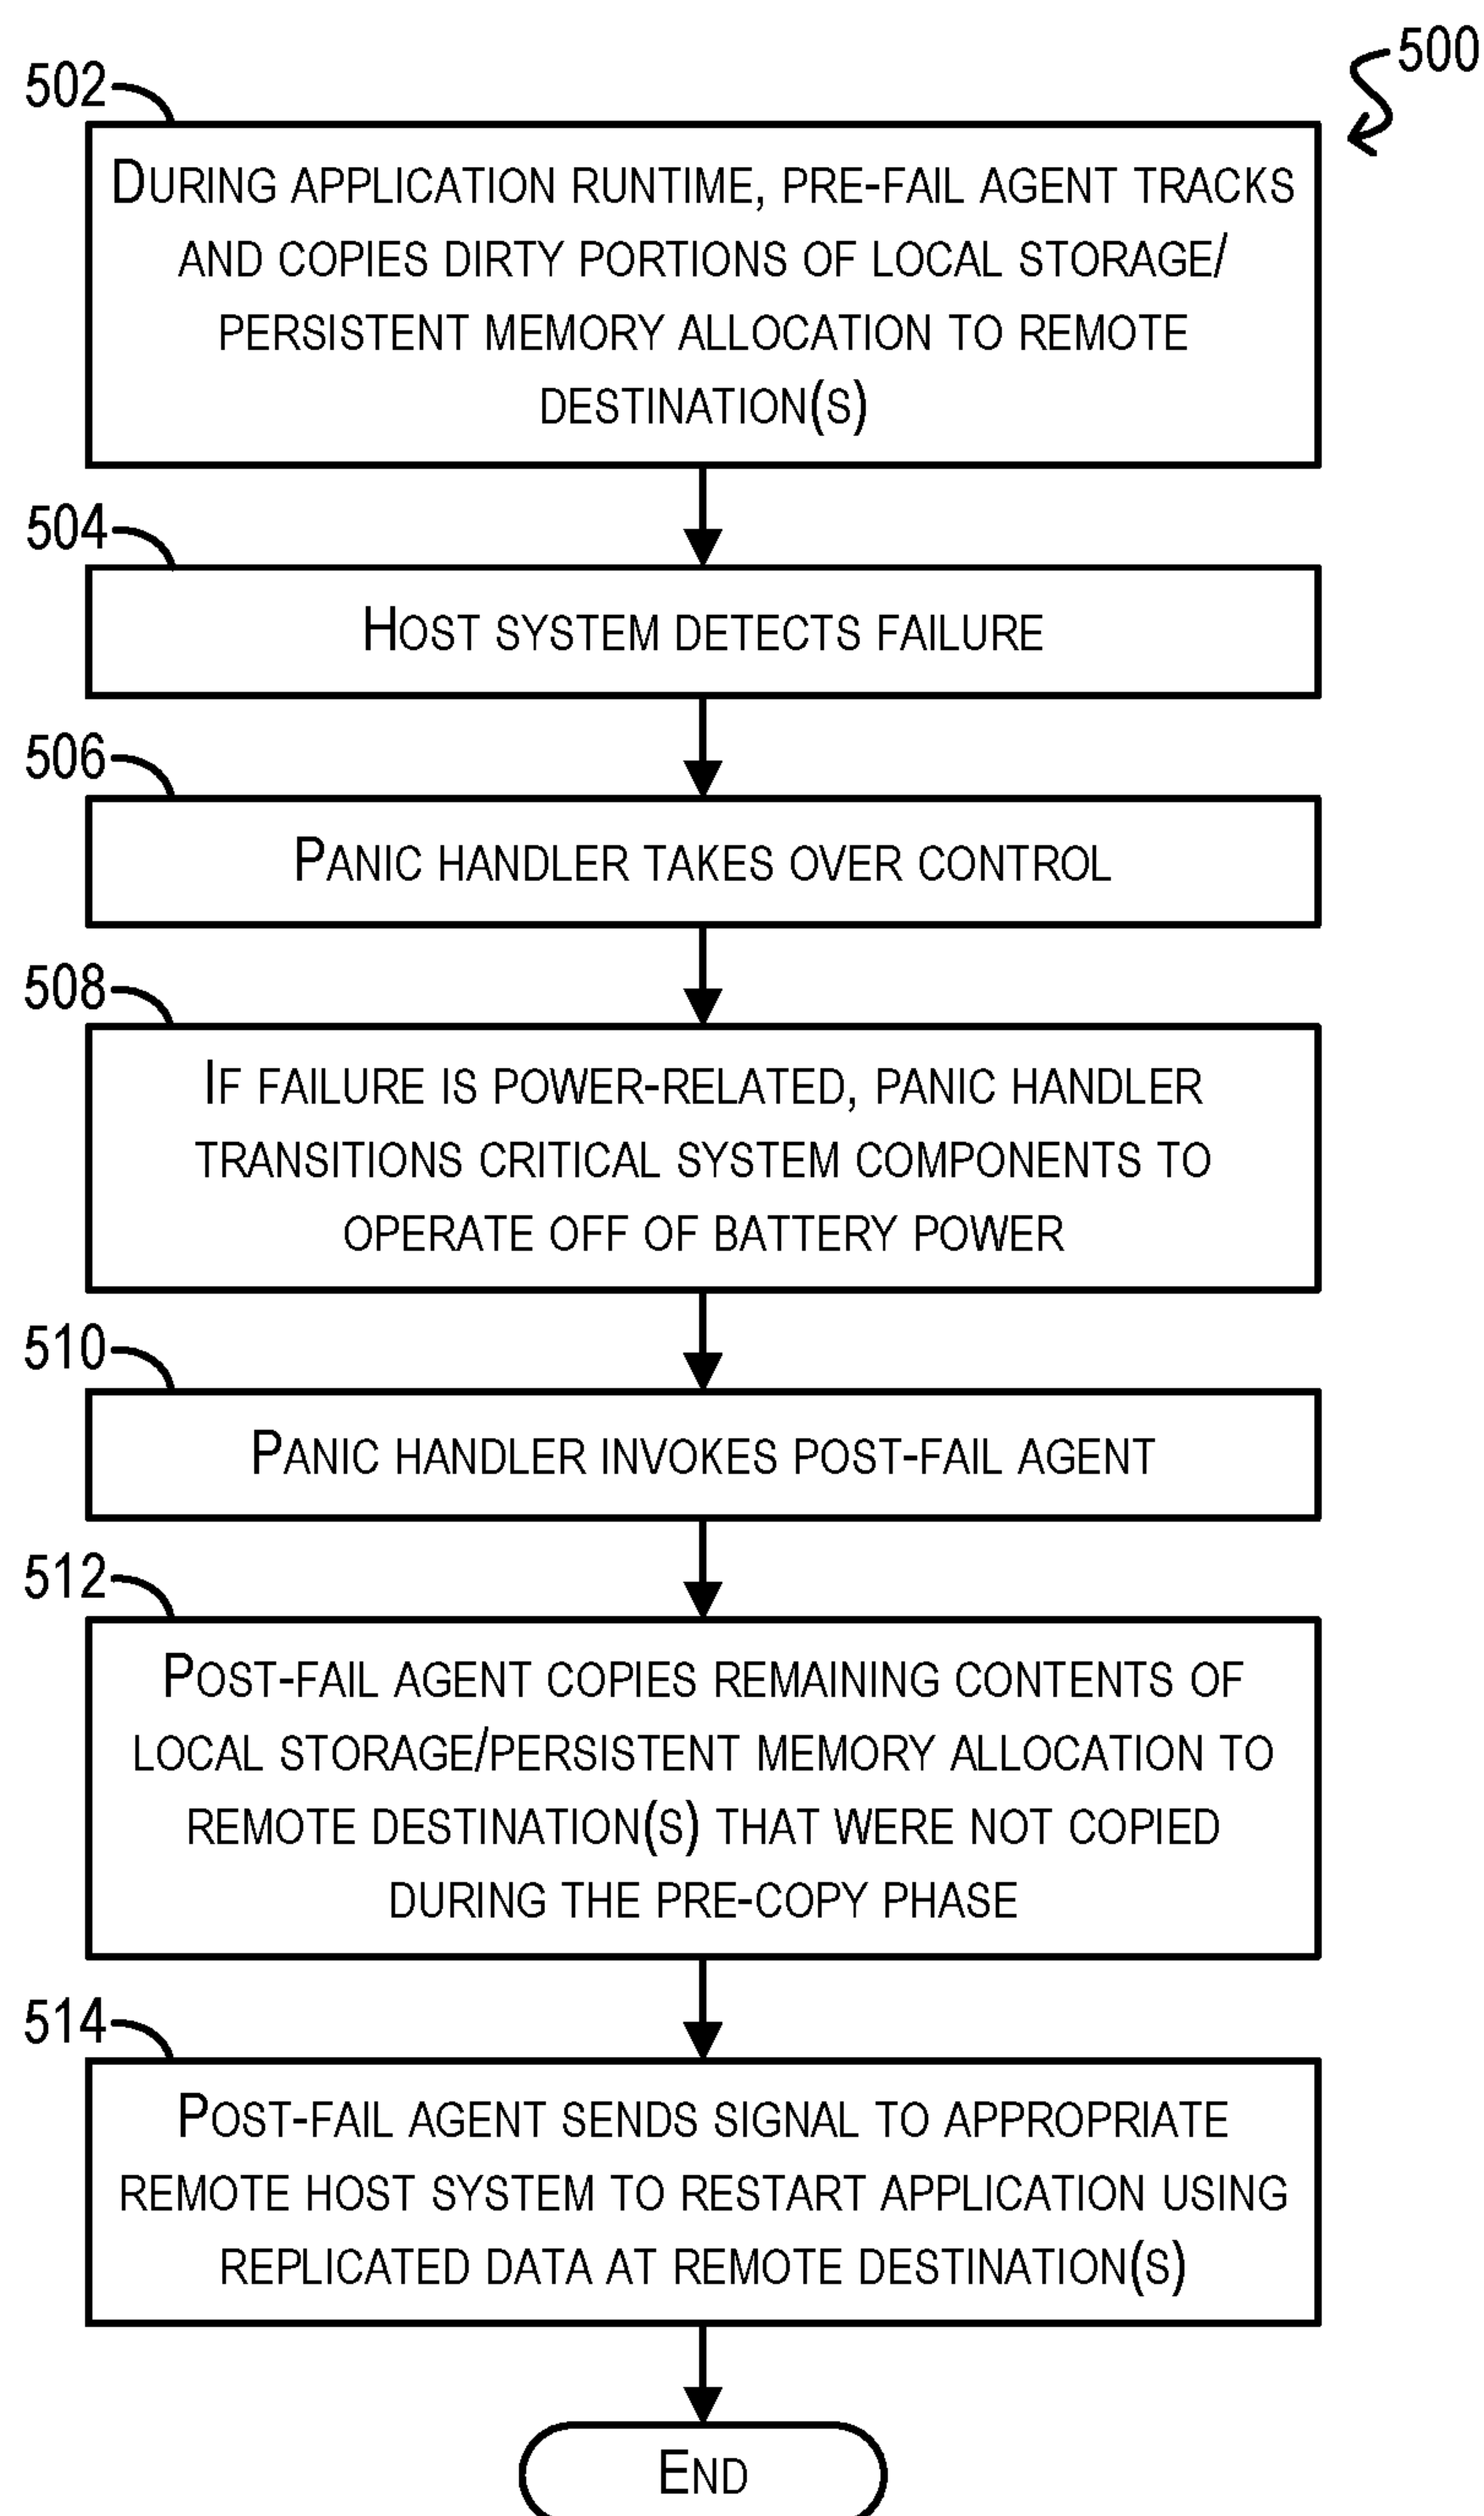 500
502
DURING APPLICATION RUNTIME, PRE-FAIL AGENT TRACKS
AND COPIES DIRTY PORTIONS OF LOCAL STORAGE/
PERSISTENT MEMORY ALLOCATION TO REMOTE
DESTINATION(S)
504
HOST SYSTEM DETECTS FAILURE
506
PANIC HANDLER TAKES OVER CONTROL
508
IF FAILURE IS POWER-RELATED, PANIC HANDLER
TRANSITIONS CRITICAL SYSTEM COMPONENTS TO
OPERATE OFF OF BATTERY POWER
510
PANIC HANDLER INVOKES POST-FAIL AGENT
512
POST-FAIL AGENT COPIES REMAINING CONTENTS OF
LOCAL STORAGE/PERSISTENT MEMORY ALLOCATION TO
REMOTE DESTINATION(S) THAT WERE NOT COPIED
DURING THE PRE-COPY PHASE
514
POST-FAIL AGENT SENDS SIGNAL TO APPROPRIATE
REMOTE HOST SYSTEM TO RESTART APPLICATION USING
REPLICATED DATA AT REMOTE DESTINATION(S)
END